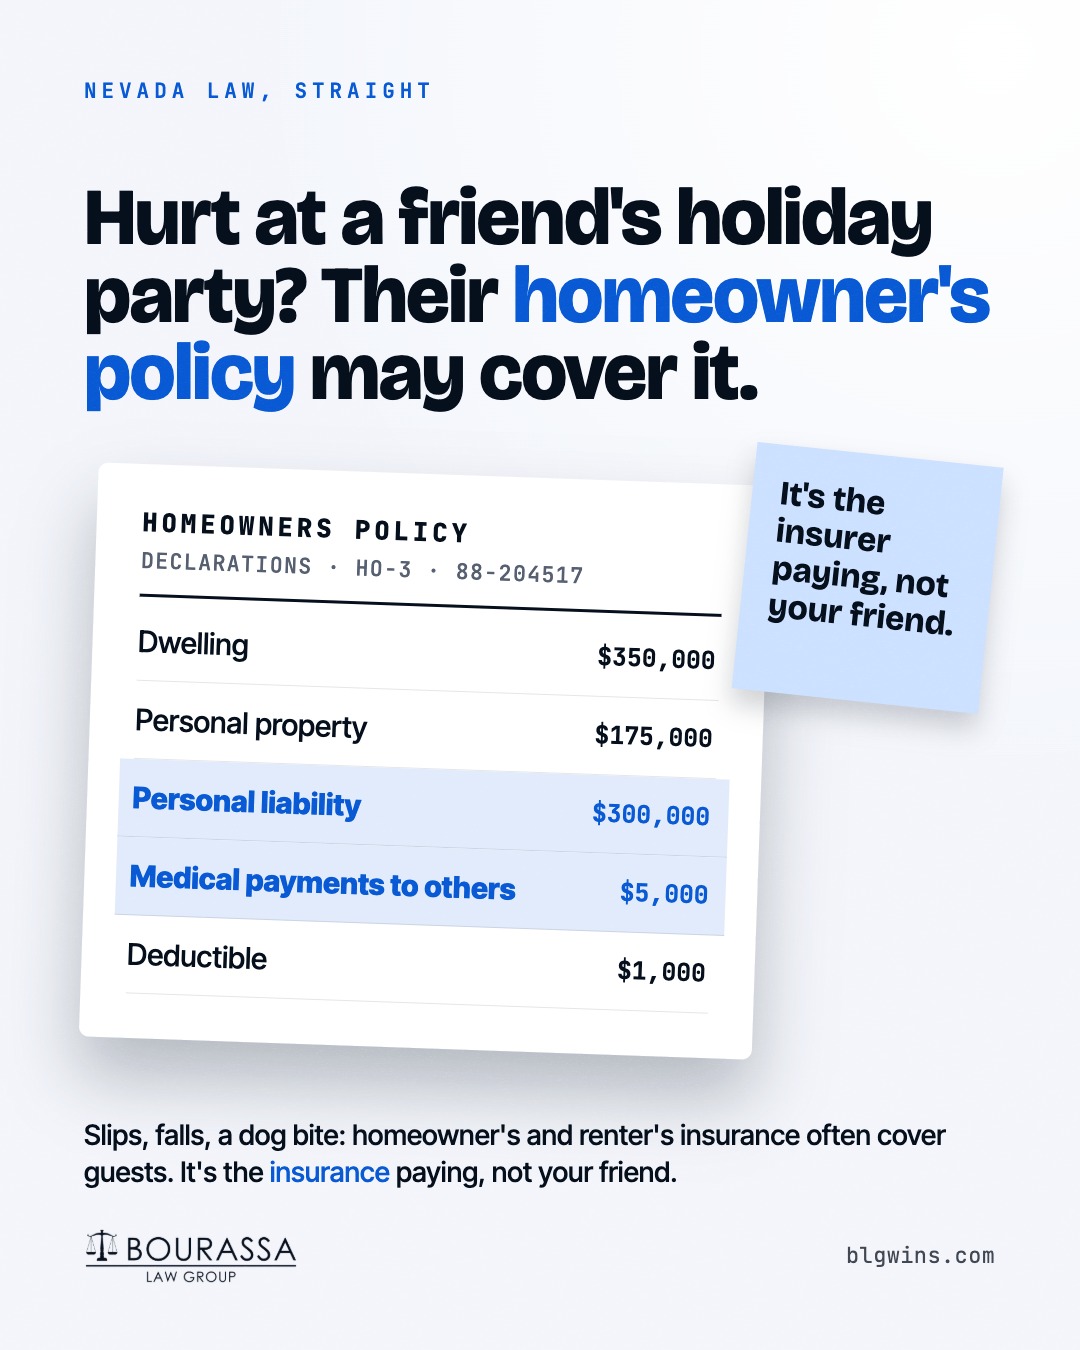 NEVADA LAW, STRAIGHT
Hurt at a friend's holiday
party? Their homeowner's
policy may cover it.
HOMEOWNERS POLICY
DECLARATIONS · HO-3 · 88-204517
Dwelling $350,000
Personal property $175,000
Personal liability $300,000
Medical payments to others $5,000
Deductible $1,000
It's the
insurer
paying, not
your friend.
Slips, falls, a dog bite: homeowner's and renter's insurance often cover
guests. It's the insurance paying, not your friend.
BOURASSA
LAW GROUP
blgwins.com